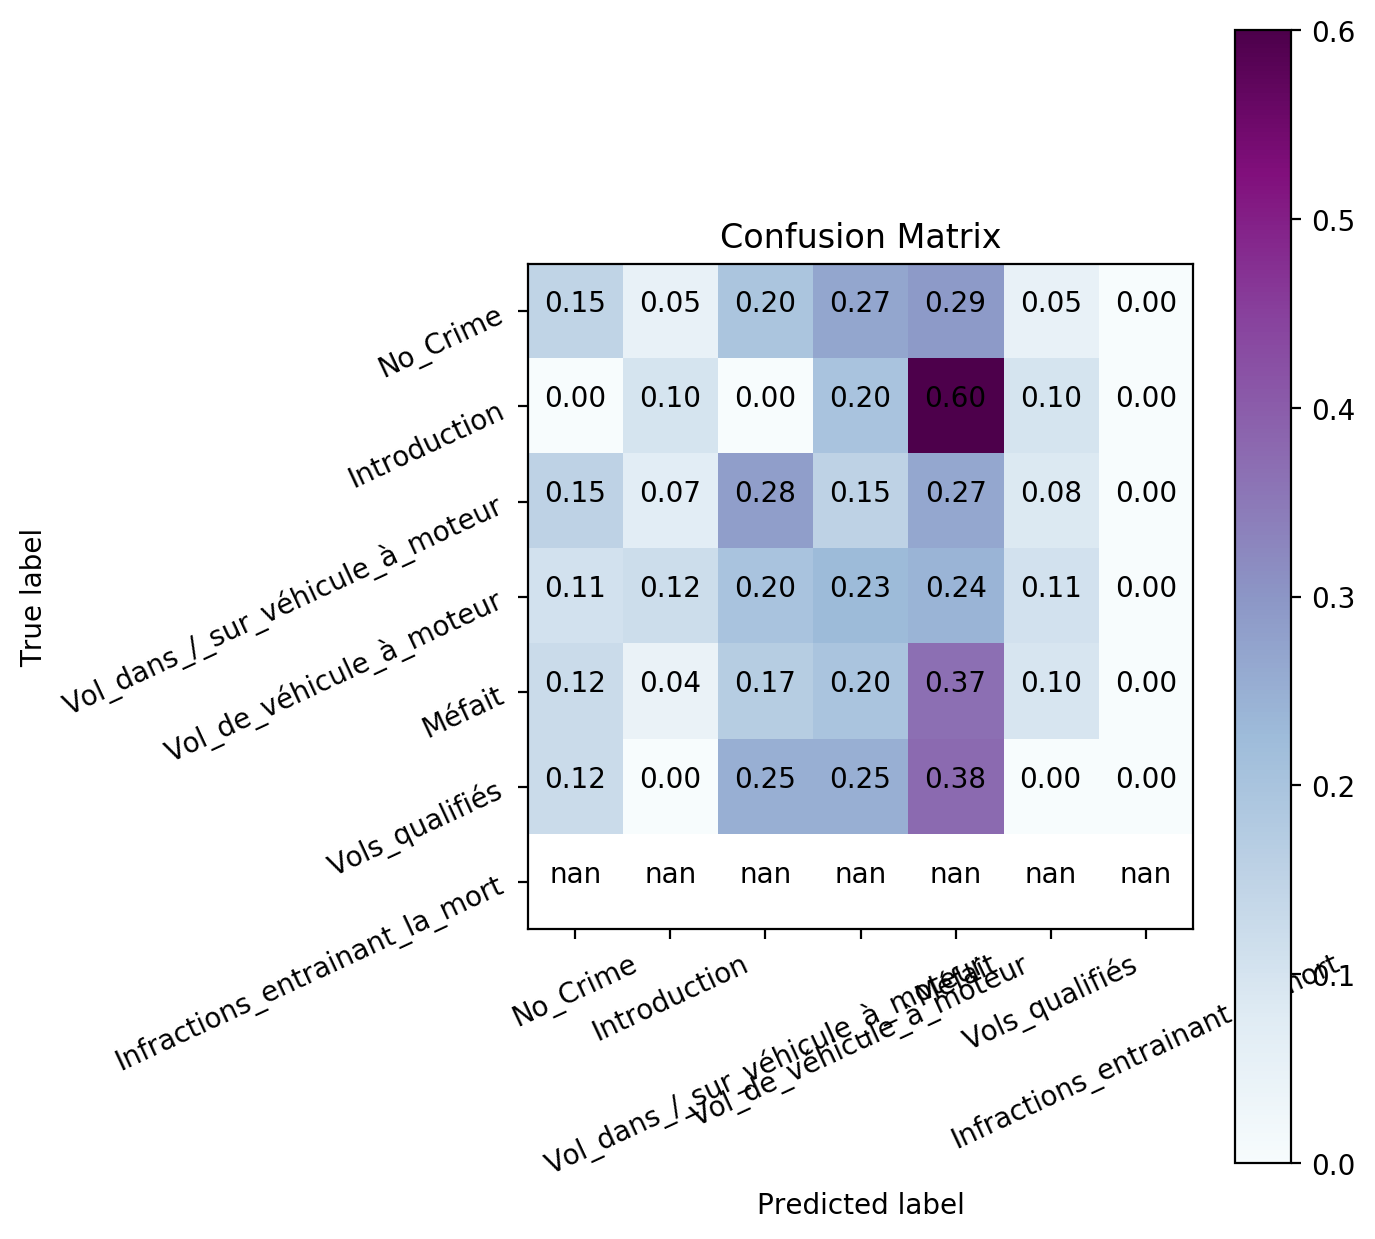 Confusion Matrix
True label
No_Crime 0.15 0.05 0.20 0.27 0.29 0.05 0.00
Introduction 0.00 0.10 0.00 0.20 0.60 0.10 0.00
Vol_dans_/_sur_véhicule_à_moteur 0.15 0.07 0.28 0.15 0.27 0.08 0.00
Vol_de_véhicule_à_moteur 0.11 0.12 0.20 0.23 0.24 0.11 0.00
Méfait 0.12 0.04 0.17 0.20 0.37 0.10 0.00
Vols_qualifiés 0.12 0.00 0.25 0.25 0.38 0.00 0.00
Infractions_entrainant_la_mort nan nan nan nan nan nan nan
No_Crime
Introduction
Vol_dans_/_sur_véhicule_à_moteur
Vol_de_véhicule_à_moteur
Méfait
Vols_qualifiés
Infractions_entrainant mort
Predicted label
0.6
0.5
0.4
0.3
0.2
0.1
0.0